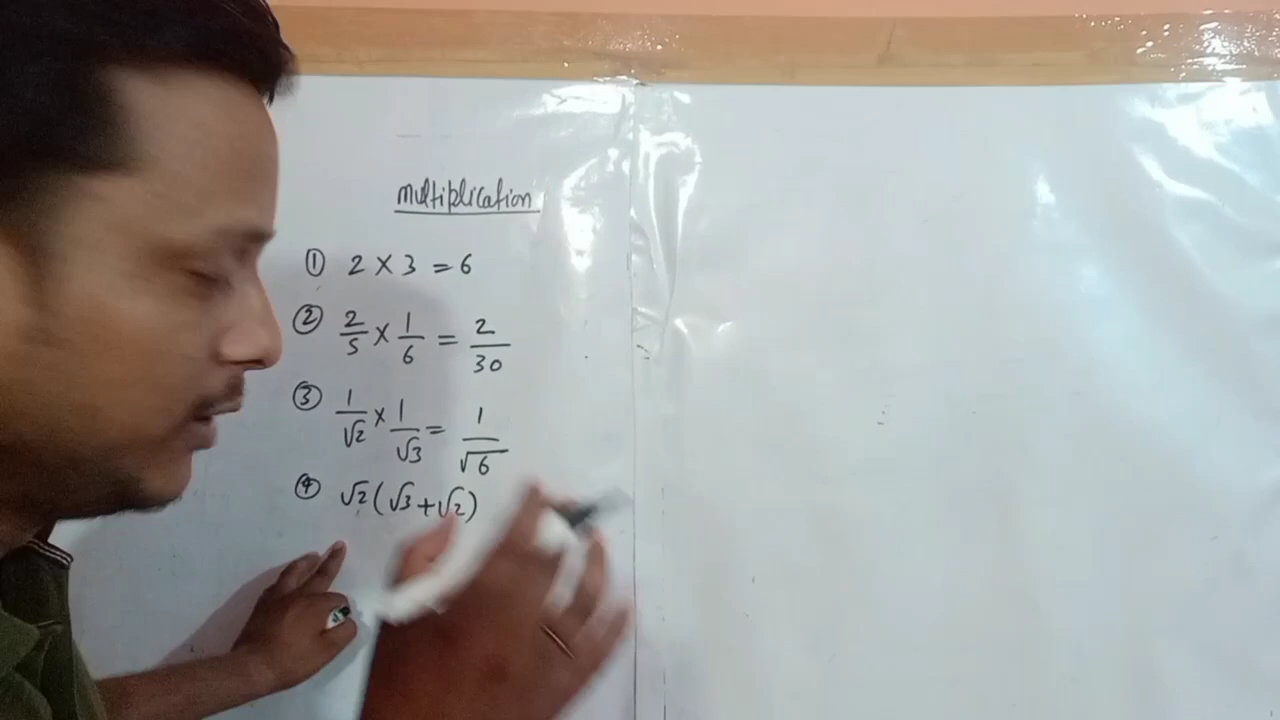 multiplication
① 2 × 3 = 6
② 2/5 × 1/6 = 2/30
③ 1/√2 × 1/√3 = 1/√6
④ √2(√3+√2)